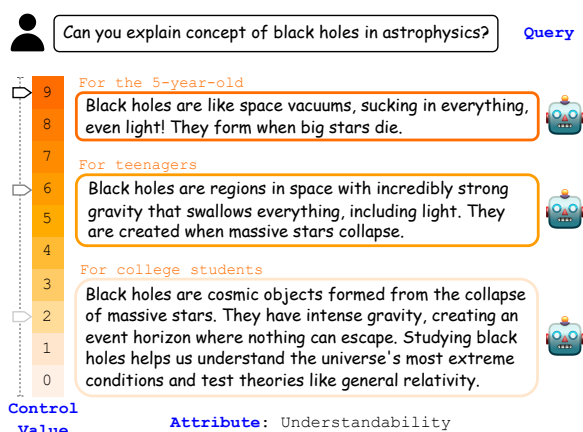 Can you explain concept of black holes in astrophysics?
Query
For the 5-year-old
9
Black holes are like space vacuums, sucking in everything,
even light! They form when big stars die.
8
7
For teenagers
6
Black holes are regions in space with incredibly strong
gravity that swallows everything, including light. They
are created when massive stars collapse.
5
4
For college students
3
Black holes are cosmic objects formed from the collapse
of massive stars. They have intense gravity, creating an
event horizon where nothing can escape. Studying black
holes helps us understand the universe's most extreme
conditions and test theories like general relativity.
2
1
0
Control
Value
Attribute: Understandability